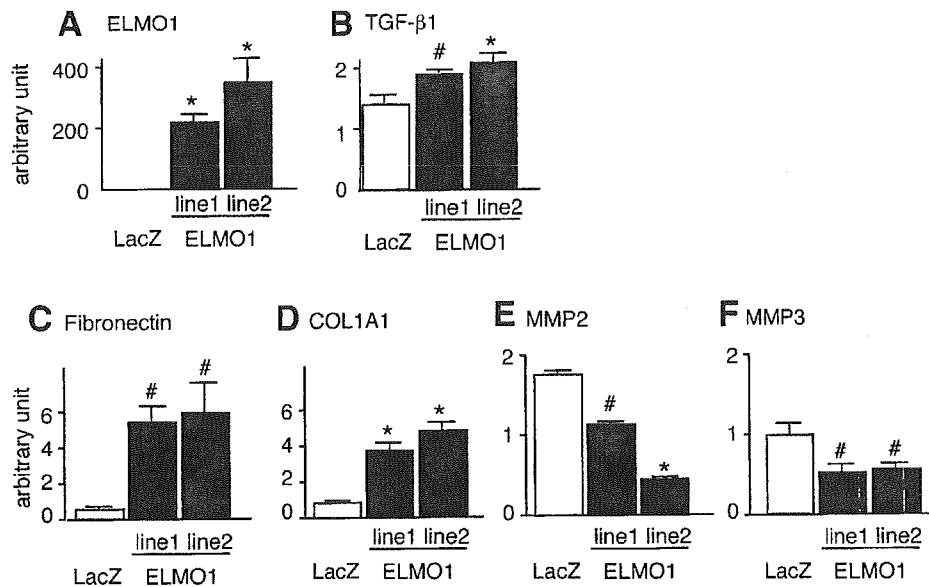 A ELMO1
B TGF-β1
arbitrary unit
400
200
0
*
*
2
1
0
#
*
line1 line2
LacZ ELMO1
line1 line2
LacZ ELMO1
C Fibronectin
D COL1A1
E MMP2
F MMP3
arbitrary unit
6
4
2
0
#
#
6
4
2
0
*
*
2
1
0
#
*
2
1
0
#
#
line1 line2
LacZ ELMO1
line1 line2
LacZ ELMO1
line1 line2
LacZ ELMO1
line1 line2
LacZ ELMO1